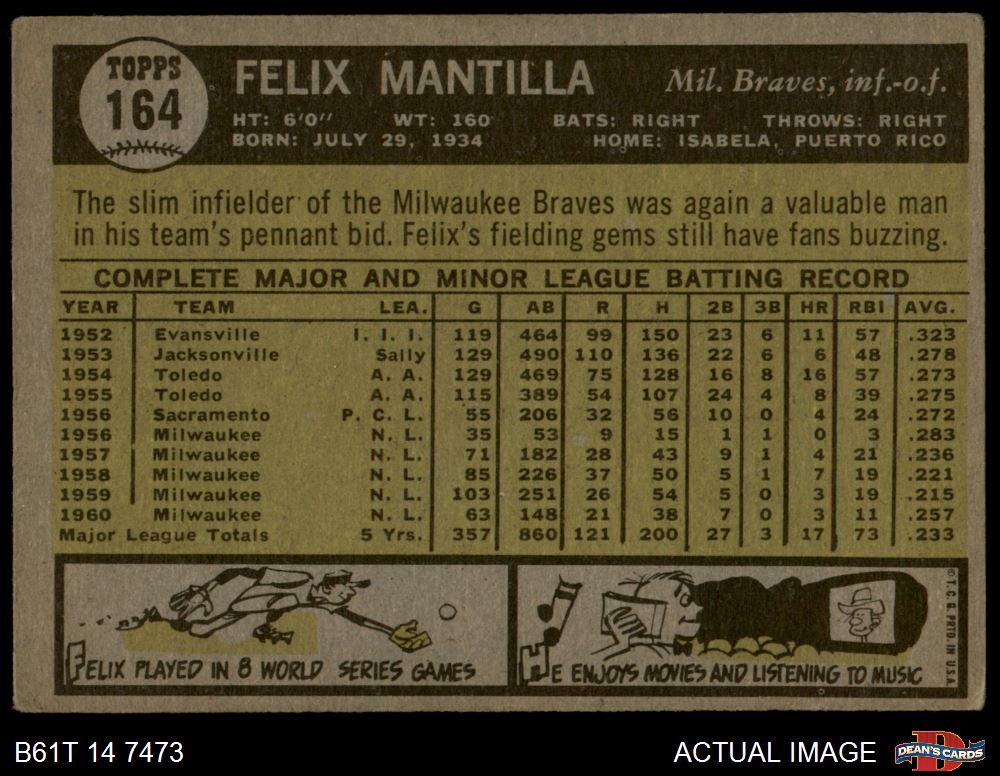 TOPPS
164
FELIX MANTILLA Mil. Braves, inf.-o.f.
HT: 6'0" WT: 160 BATS: RIGHT THROWS: RIGHT
BORN: JULY 29, 1934 HOME: ISABELA, PUERTO RICO
The slim infielder of the Milwaukee Braves was again a valuable man
in his team's pennant bid. Felix's fielding gems still have fans buzzing.
COMPLETE MAJOR AND MINOR LEAGUE BATTING RECORD
YEAR TEAM LEA. G AB R H 2B 3B HR RBI AVG.
1952 Evansville I. I. I. 119 464 99 150 23 6 11 57 .323
1953 Jacksonville Sally 129 490 110 136 22 6 6 48 .278
1954 Toledo A. A. 129 469 75 128 16 8 16 57 .273
1955 Toledo A. A. 115 389 54 107 24 4 8 39 .275
1956 Sacramento P. C. L. 55 206 32 56 10 0 4 24 .272
1956 Milwaukee N. L. 35 53 9 15 1 1 0 3 .283
1957 Milwaukee N. L. 71 182 28 43 9 1 4 21 .236
1958 Milwaukee N. L. 85 226 37 50 5 1 7 19 .221
1959 Milwaukee N. L. 103 251 26 54 5 0 3 19 .215
1960 Milwaukee N. L. 63 148 21 38 7 0 3 11 .257
Major League Totals 5 Yrs. 357 860 121 200 27 3 17 73 .233
FELIX PLAYED IN 8 WORLD SERIES GAMES
HE ENJOYS MOVIES AND LISTENING TO MUSIC
© T. C. G. PRTD. IN U.S.A.
B61T 14 7473
ACTUAL IMAGE
DEAN'S CARDS